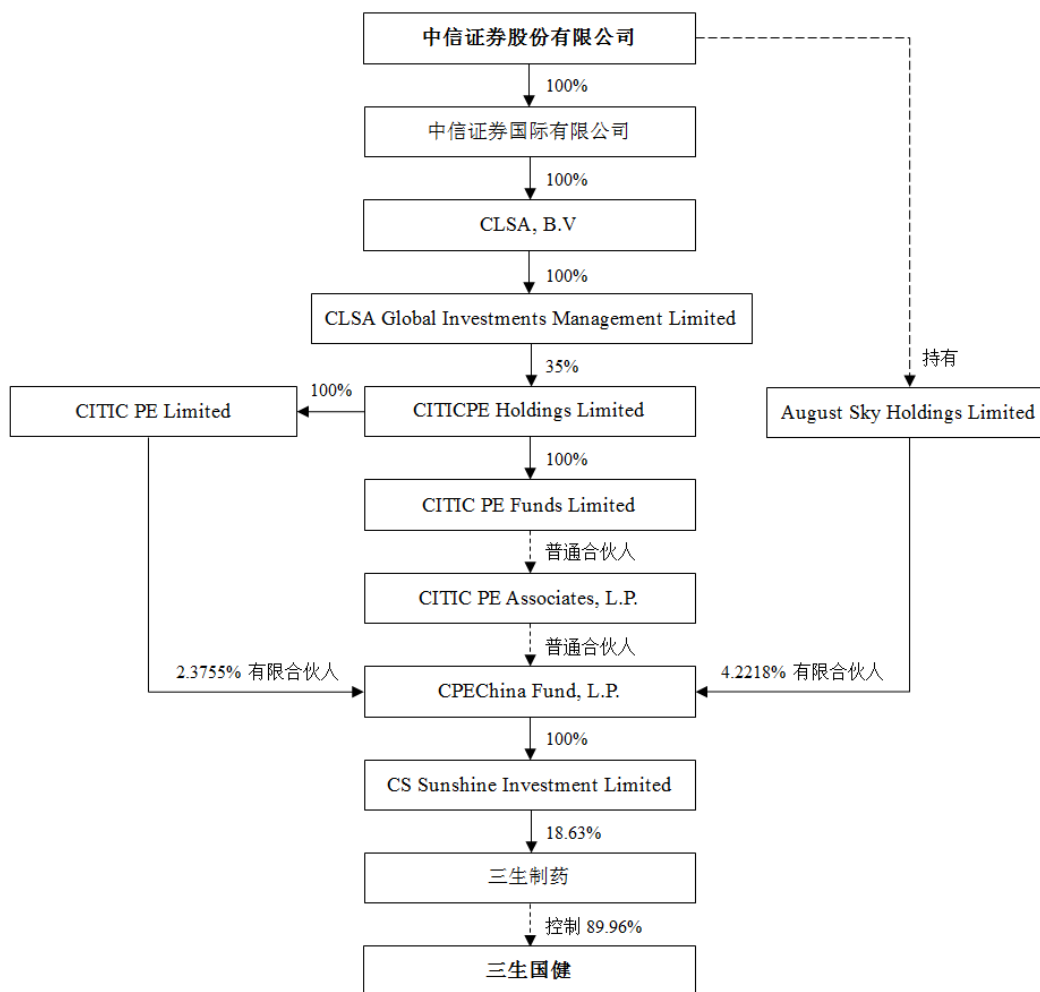 中信证券股份有限公司
100%
中信证券国际有限公司
100%
CLSA, B.V
100%
CLSA Global Investments Management Limited
35%
持有
100%
CITIC PE Limited
CITICPE Holdings Limited
August Sky Holdings Limited
100%
CITIC PE Funds Limited
普通合伙人
CITIC PE Associates, L.P.
普通合伙人
2.3755% 有限合伙人
4.2218% 有限合伙人
CPEChina Fund, L.P.
100%
CS Sunshine Investment Limited
18.63%
三生制药
控制 89.96%
三生国健